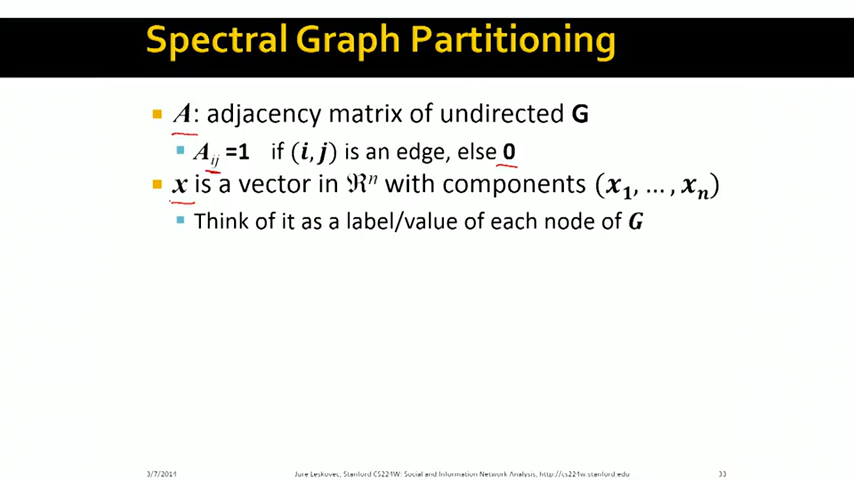 Spectral Graph Partitioning
A: adjacency matrix of undirected G
A_ij =1 if (i, j) is an edge, else 0
x is a vector in ℜⁿ with components (x₁, … , xₙ)
Think of it as a label/value of each node of G
3/7/2014 Jure Leskovec, Stanford CS224W: Social and Information Network Analysis, http://cs224w.stanford.edu 33